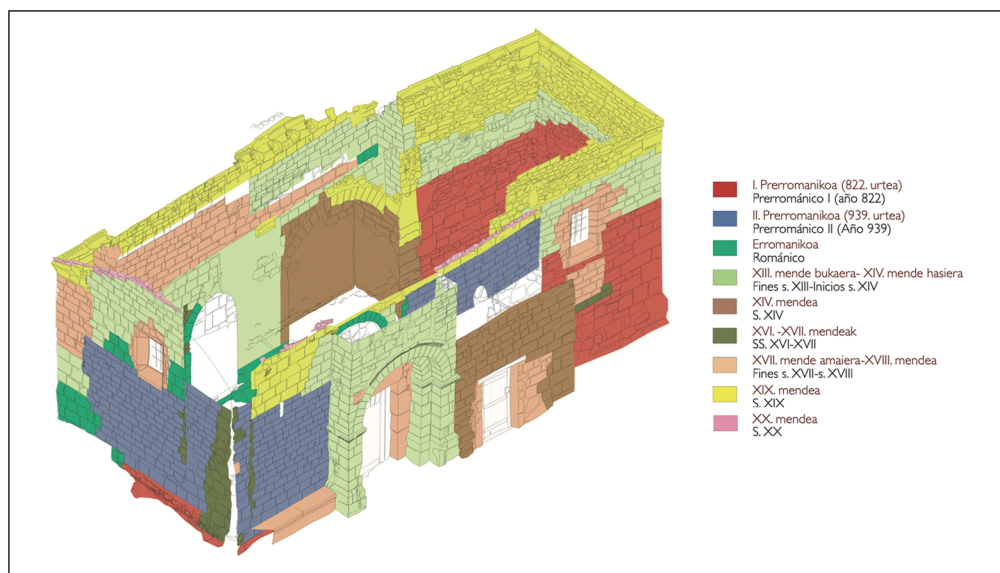 I. Prerromanikoa (822. urtea)
Prerrománico I (año 822)
II. Prerromanikoa (939. urtea)
Prerrománico II (Año 939)
Erromanikoa
Románico
XIII. mende bukaera- XIV. mende hasiera
Fines s. XIII-Inicios s. XIV
XIV. mendea
S. XIV
XVI. -XVII. mendeak
SS. XVI-XVII
XVII. mende amaiera-XVIII. mendea
Fines s. XVII-s. XVIII
XIX. mendea
S. XIX
XX. mendea
S. XX